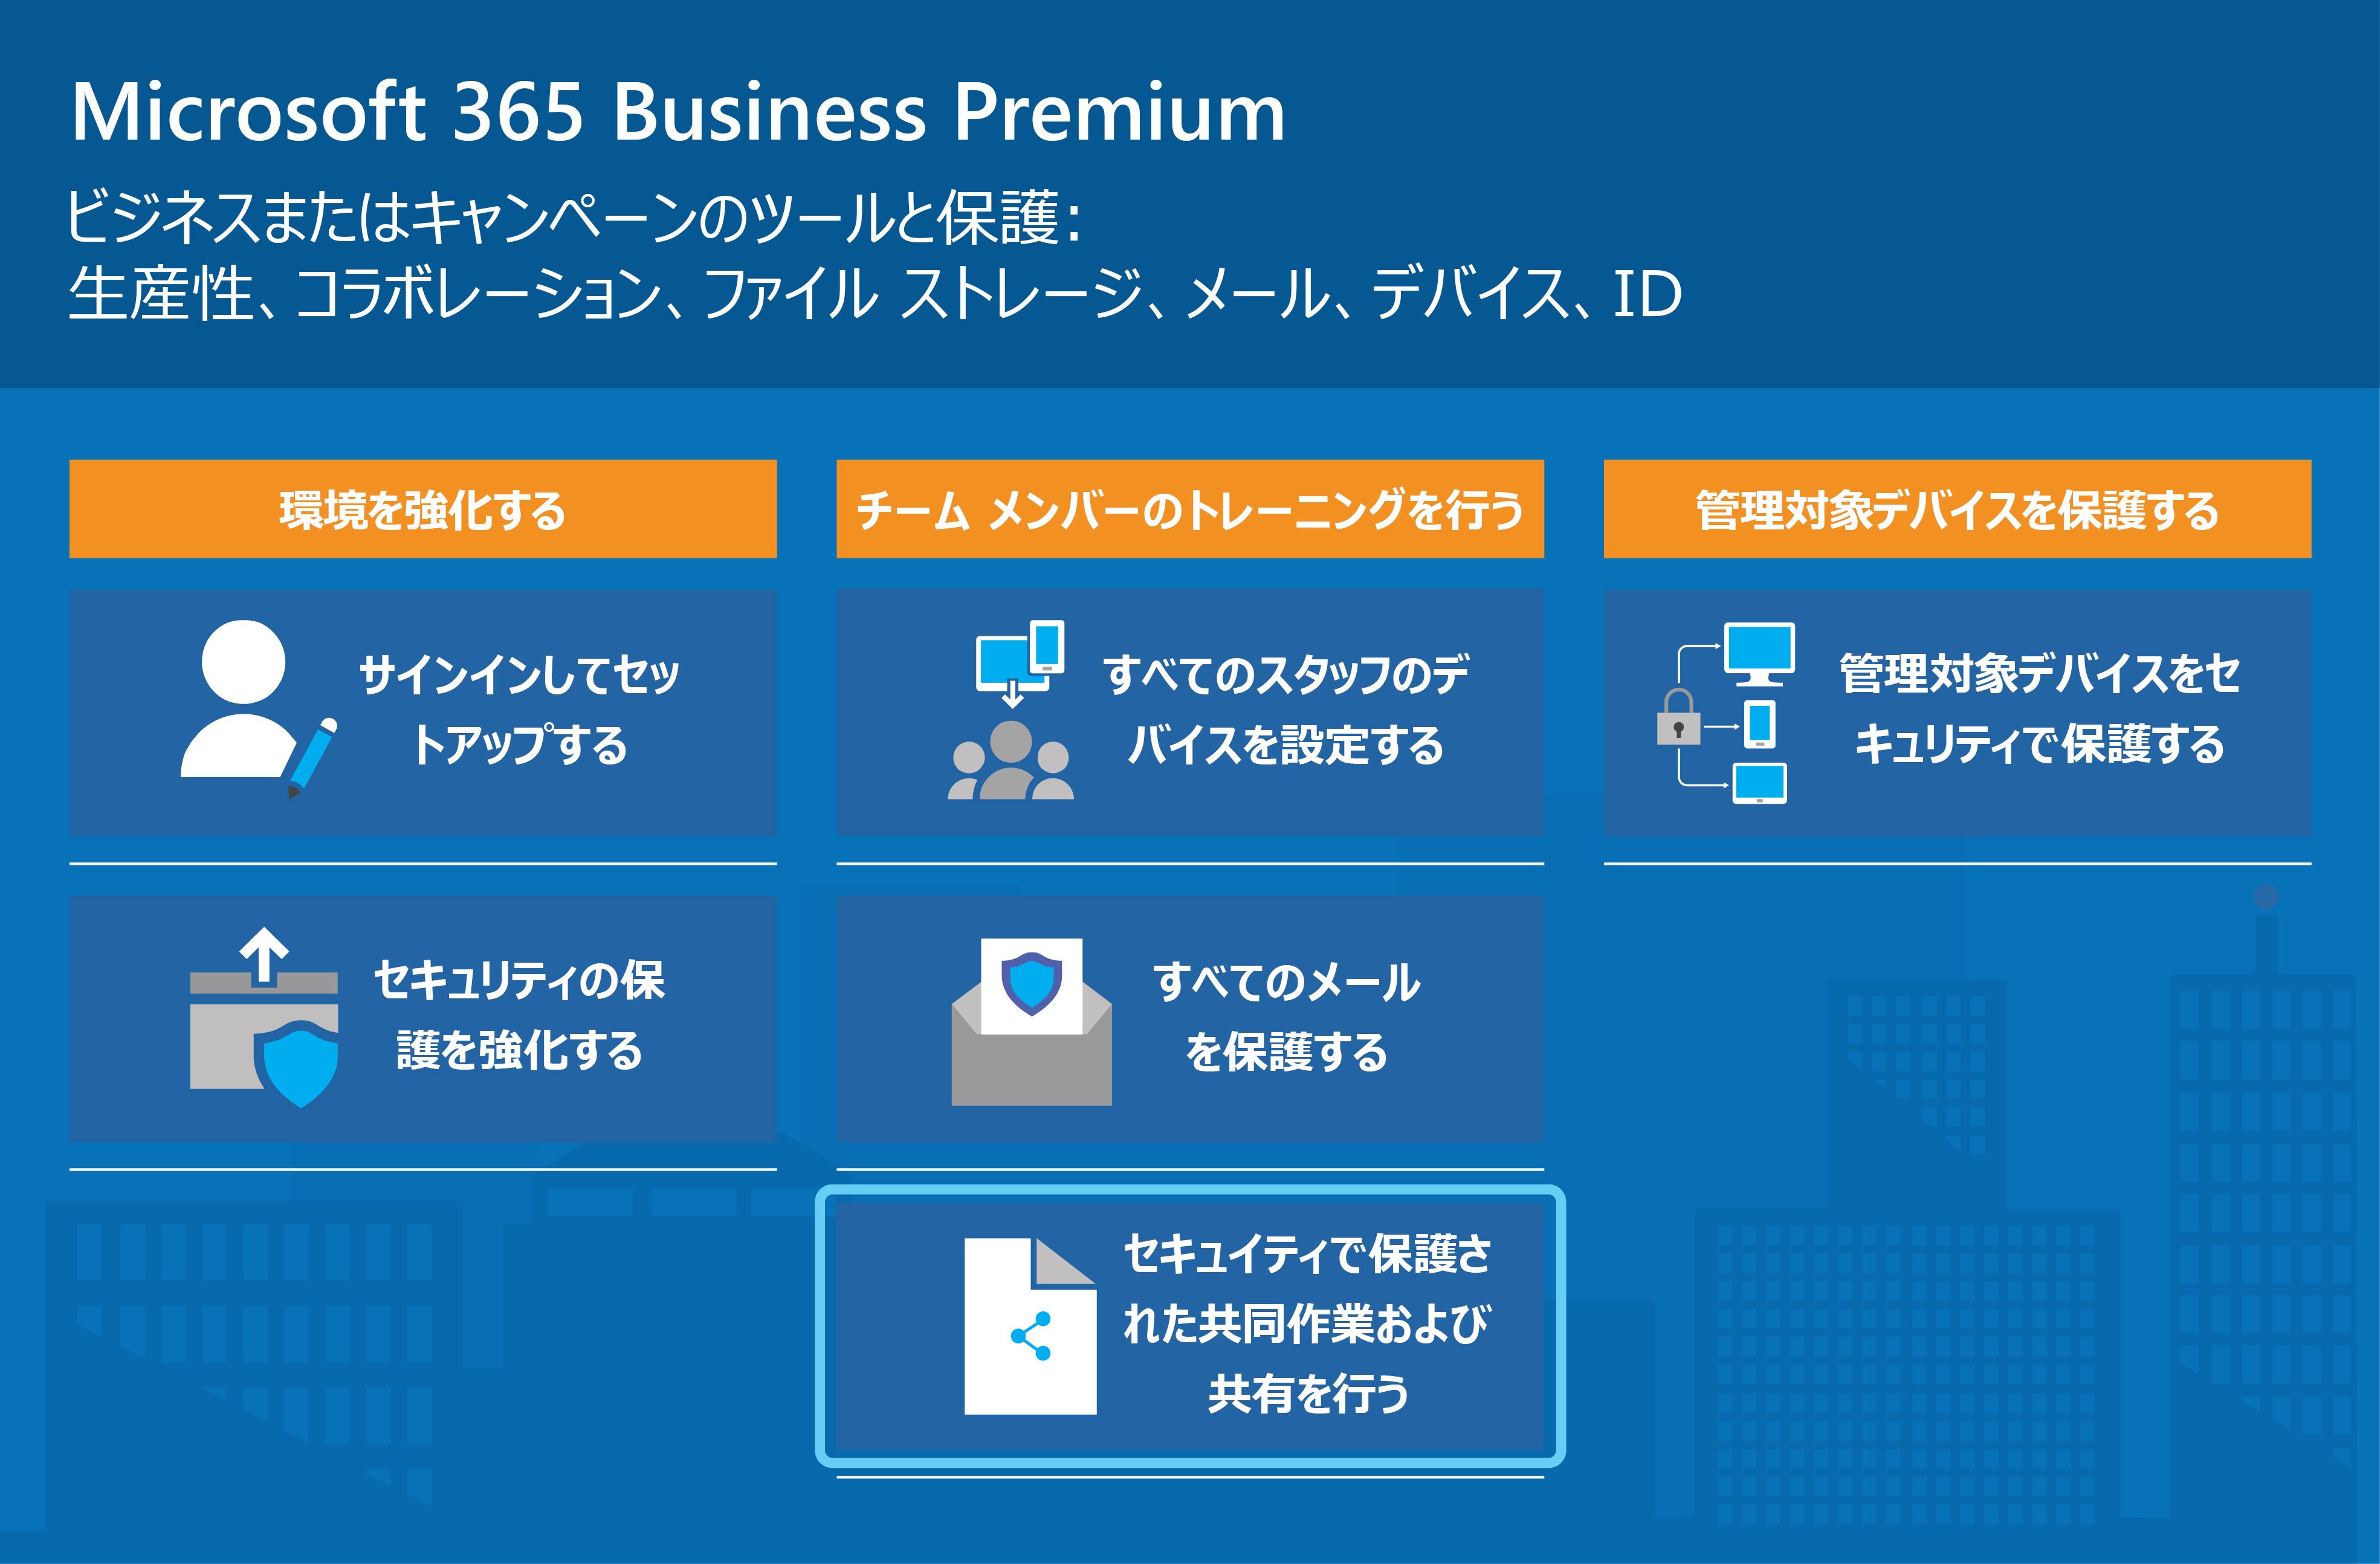 Microsoft 365 Business Premium
ビジネスまたはキャンペーンのツールと保護:
生産性、コラボレーション、ファイル ストレージ、メール、デバイス、ID
環境を強化する
サインインしてセッ
トアップする
セキュリティの保
護を強化する
チーム メンバーのトレーニングを行う
すべてのスタッフのデ
バイスを設定する
すべてのメール
を保護する
セキュイティで保護さ
れた共同作業および
共有を行う
管理対象デバイスを保護する
管理対象デバイスをセ
キュリティで保護する